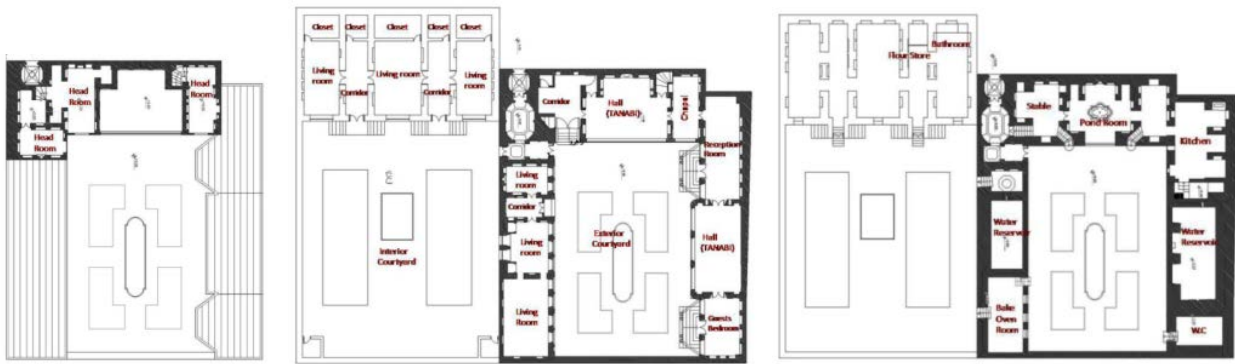 Head
Room
Head
Room
Head
Room
Closet
Closet
Closet
Closet
Closet
Living
room
Corridor
Living room
Corridor
Living
room
Interior
Courtyard
Corridor
Hall
(TANABI)
Chapel
Reception
Room
Living
room
Corridor
Living
room
Living
Room
Exterior
Courtyard
Hall
(TANABI)
Guests
Bedroom
Flour Store
Bathroom
Stable
Pond Room
Kitchen
Water
Reservoir
Water
Reservoir
Bake
Oven
Room
W.C